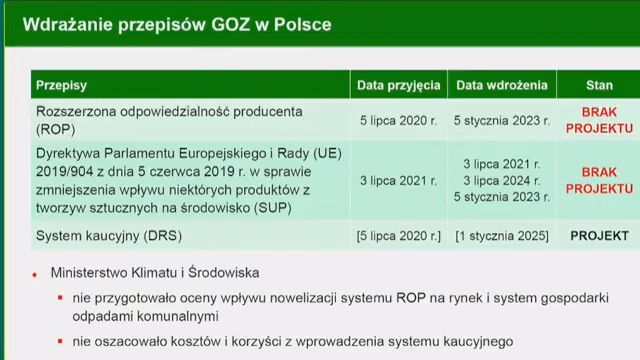 Wdrażanie przepisów GOZ w Polsce
Przepisy Data przyjęcia Data wdrożenia Stan
Rozszerzona odpowiedzialność producenta
(ROP)
5 lipca 2020 r. 5 stycznia 2023 r.
BRAK
PROJEKTU
Dyrektywa Parlamentu Europejskiego i Rady (UE)
2019/904 z dnia 5 czerwca 2019 r. w sprawie
zmniejszenia wpływu niektórych produktów z
tworzyw sztucznych na środowisko (SUP)
3 lipca 2021 r.
3 lipca 2021 r.
3 lipca 2024 r.
5 stycznia 2023 r.
BRAK
PROJEKTU
System kaucyjny (DRS) [5 lipca 2020 r.] [1 stycznia 2025] PROJEKT
Ministerstwo Klimatu i Środowiska
nie przygotowało oceny wpływu nowelizacji systemu ROP na rynek i system gospodarki
odpadami komunalnymi
nie oszacowało kosztów i korzyści z wprowadzenia systemu kaucyjnego